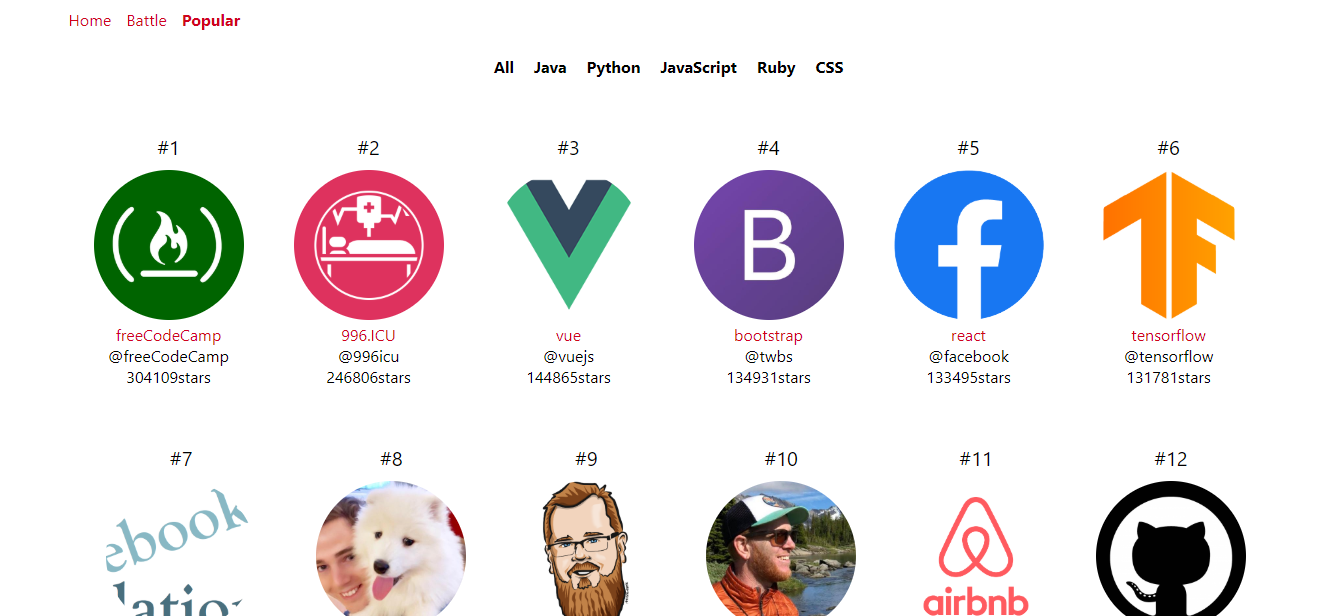 Home Battle Popular
All Java Python JavaScript Ruby CSS
#1 #2 #3 #4 #5 #6
B f TF
freeCodeCamp 996.ICU vue bootstrap react tensorflow
@freeCodeCamp @996icu @vuejs @twbs @facebook @tensorflow
304109stars 246806stars 144865stars 134931stars 133495stars 131781stars
#7 #8 #9 #10 #11 #12
ebook
airbnb